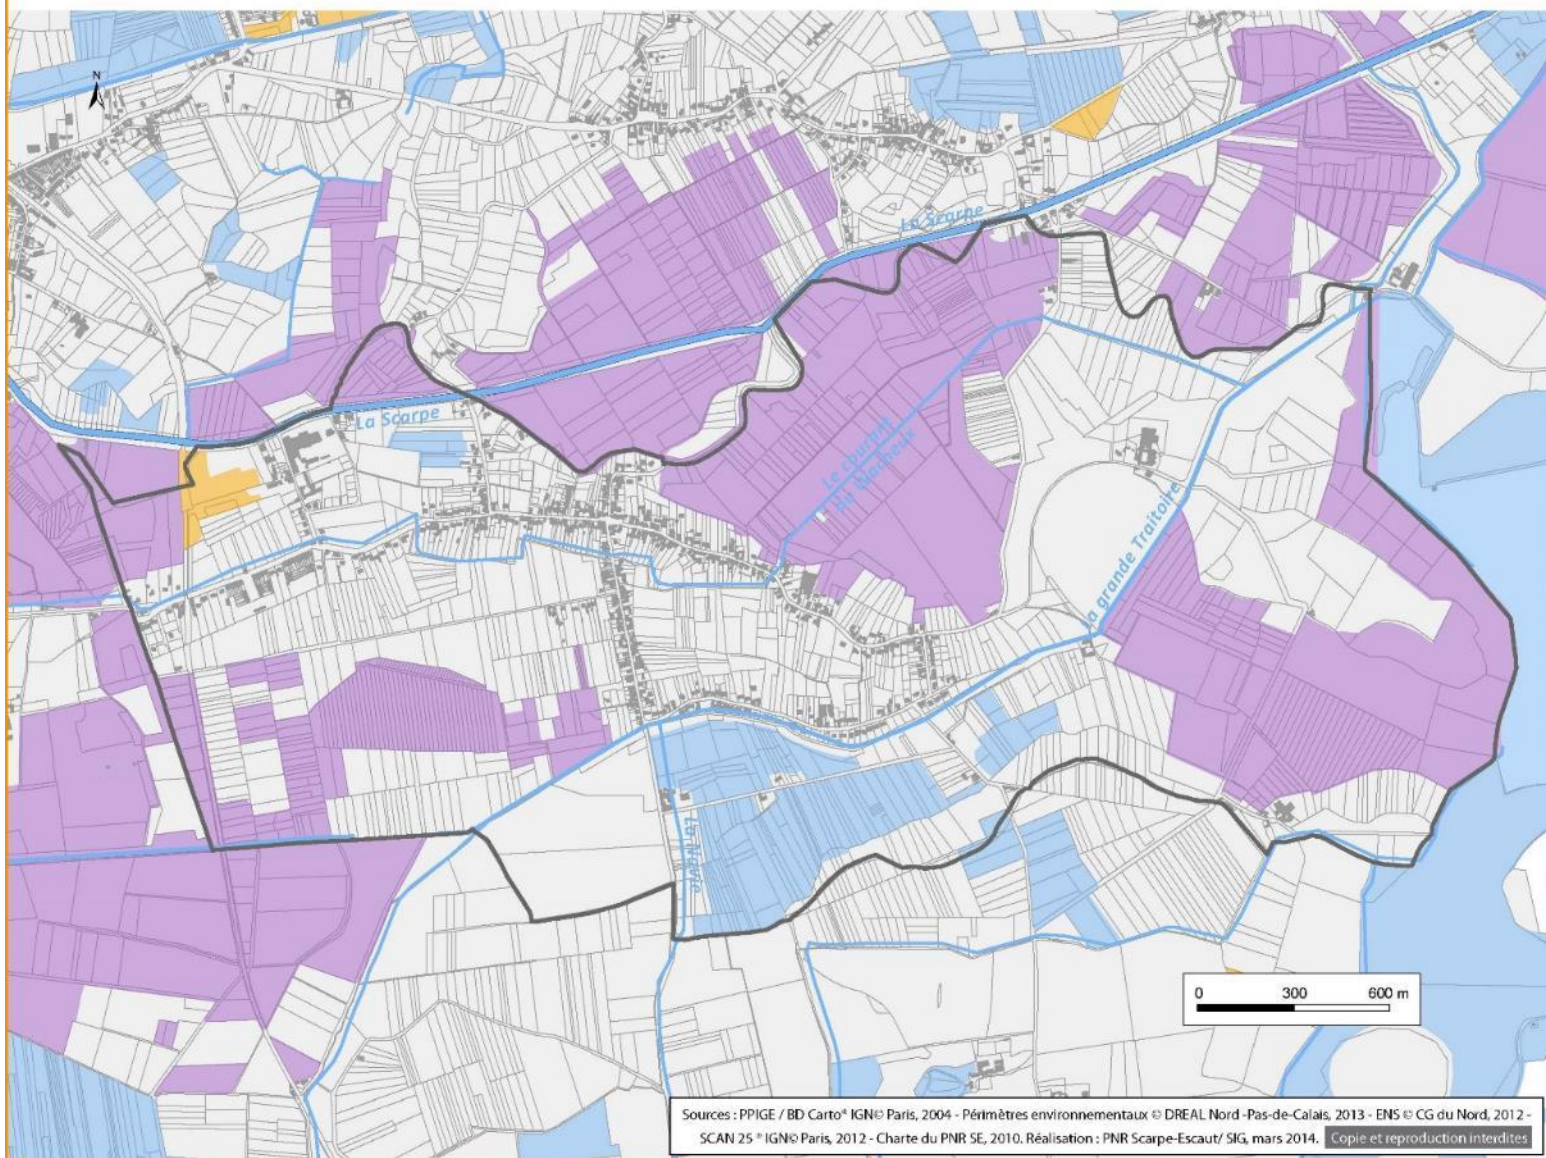 N
La Scarpe
La Scarpe
Le courant
du
La grande Traitoire
La Navie
0 300 600 m
Sources : PPIGE / BD Carto® IGN© Paris, 2004 - Périmètres environnementaux © DREAL Nord -Pas-de-Calais, 2013 - ENS © CG du Nord, 2012 -
SCAN 25 ® IGN© Paris, 2012 - Charte du PNR SE, 2010. Réalisation : PNR Scarpe-Escaut/ SIG, mars 2014. Copie et reproduction interdites